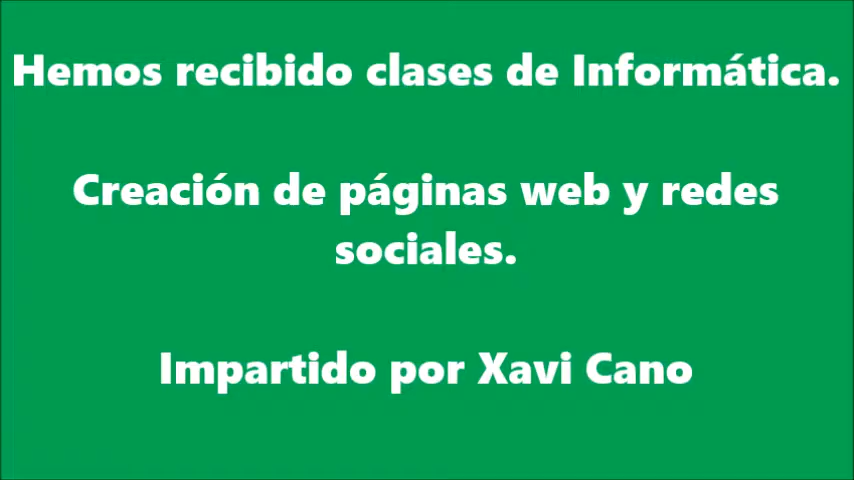 Hemos recibido clases de Informática.
Creación de páginas web y redes
sociales.
Impartido por Xavi Cano